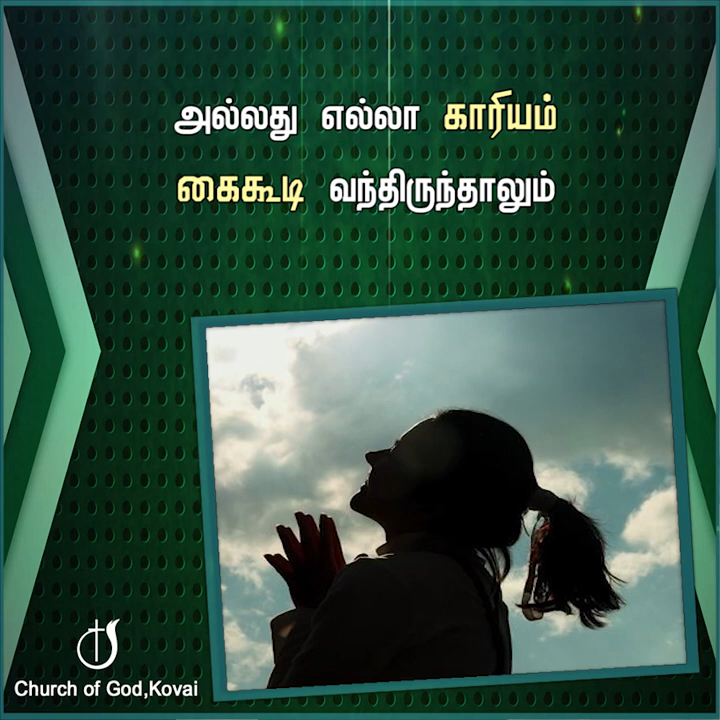 அல்லது எல்லா காரியம்
கைகூடி வந்திருந்தாலும்
Church of God,Kovai